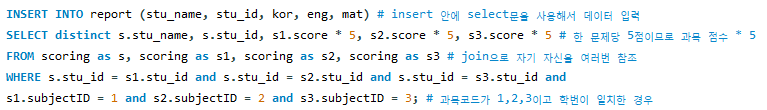 INSERT INTO report (stu_name, stu_id, kor, eng, mat) # insert 안에 select문을 사용해서 데이터 입력
SELECT distinct s.stu_name, s.stu_id, s1.score * 5, s2.score * 5, s3.score * 5 # 한 문제당 5점이므로 과목 점수 * 5
FROM scoring as s, scoring as s1, scoring as s2, scoring as s3 # join으로 자기 자신을 여러번 참조
WHERE s.stu_id = s1.stu_id and s.stu_id = s2.stu_id and s.stu_id = s3.stu_id and
s1.subjectID = 1 and s2.subjectID = 2 and s3.subjectID = 3; # 과목코드가 1,2,3이고 학번이 일치한 경우